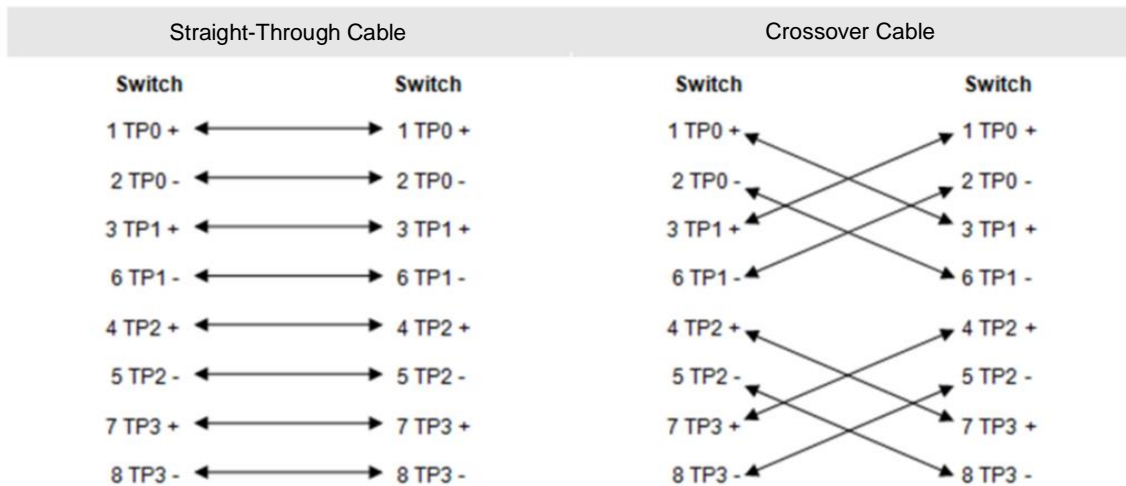 Straight-Through Cable Crossover Cable
Switch Switch Switch Switch
1 TP0 + 1 TP0 + 1 TP0 + 1 TP0 +
2 TP0 - 2 TP0 - 2 TP0 - 2 TP0 -
3 TP1 + 3 TP1 + 3 TP1 + 3 TP1 +
6 TP1 - 6 TP1 - 6 TP1 - 6 TP1 -
4 TP2 + 4 TP2 + 4 TP2 + 4 TP2 +
5 TP2 - 5 TP2 - 5 TP2 - 5 TP2 -
7 TP3 + 7 TP3 + 7 TP3 + 7 TP3 +
8 TP3 - 8 TP3 - 8 TP3 - 8 TP3 -